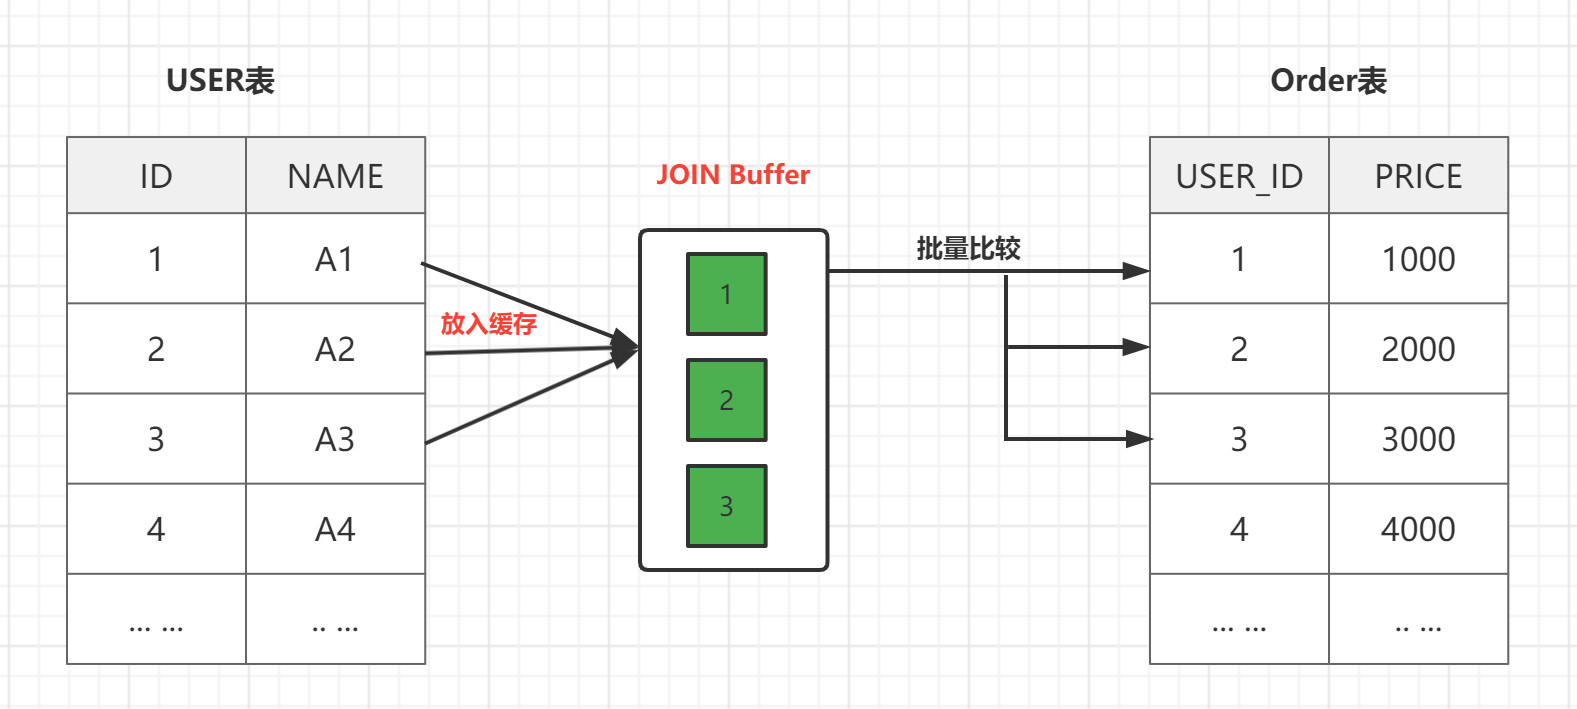 USER表
Order表
JOIN Buffer
ID NAME
1 A1
2 A2
3 A3
4 A4
... ... .. ...
放入缓存
1
2
3
批量比较
USER_ID PRICE
1 1000
2 2000
3 3000
4 4000
... ... .. ...